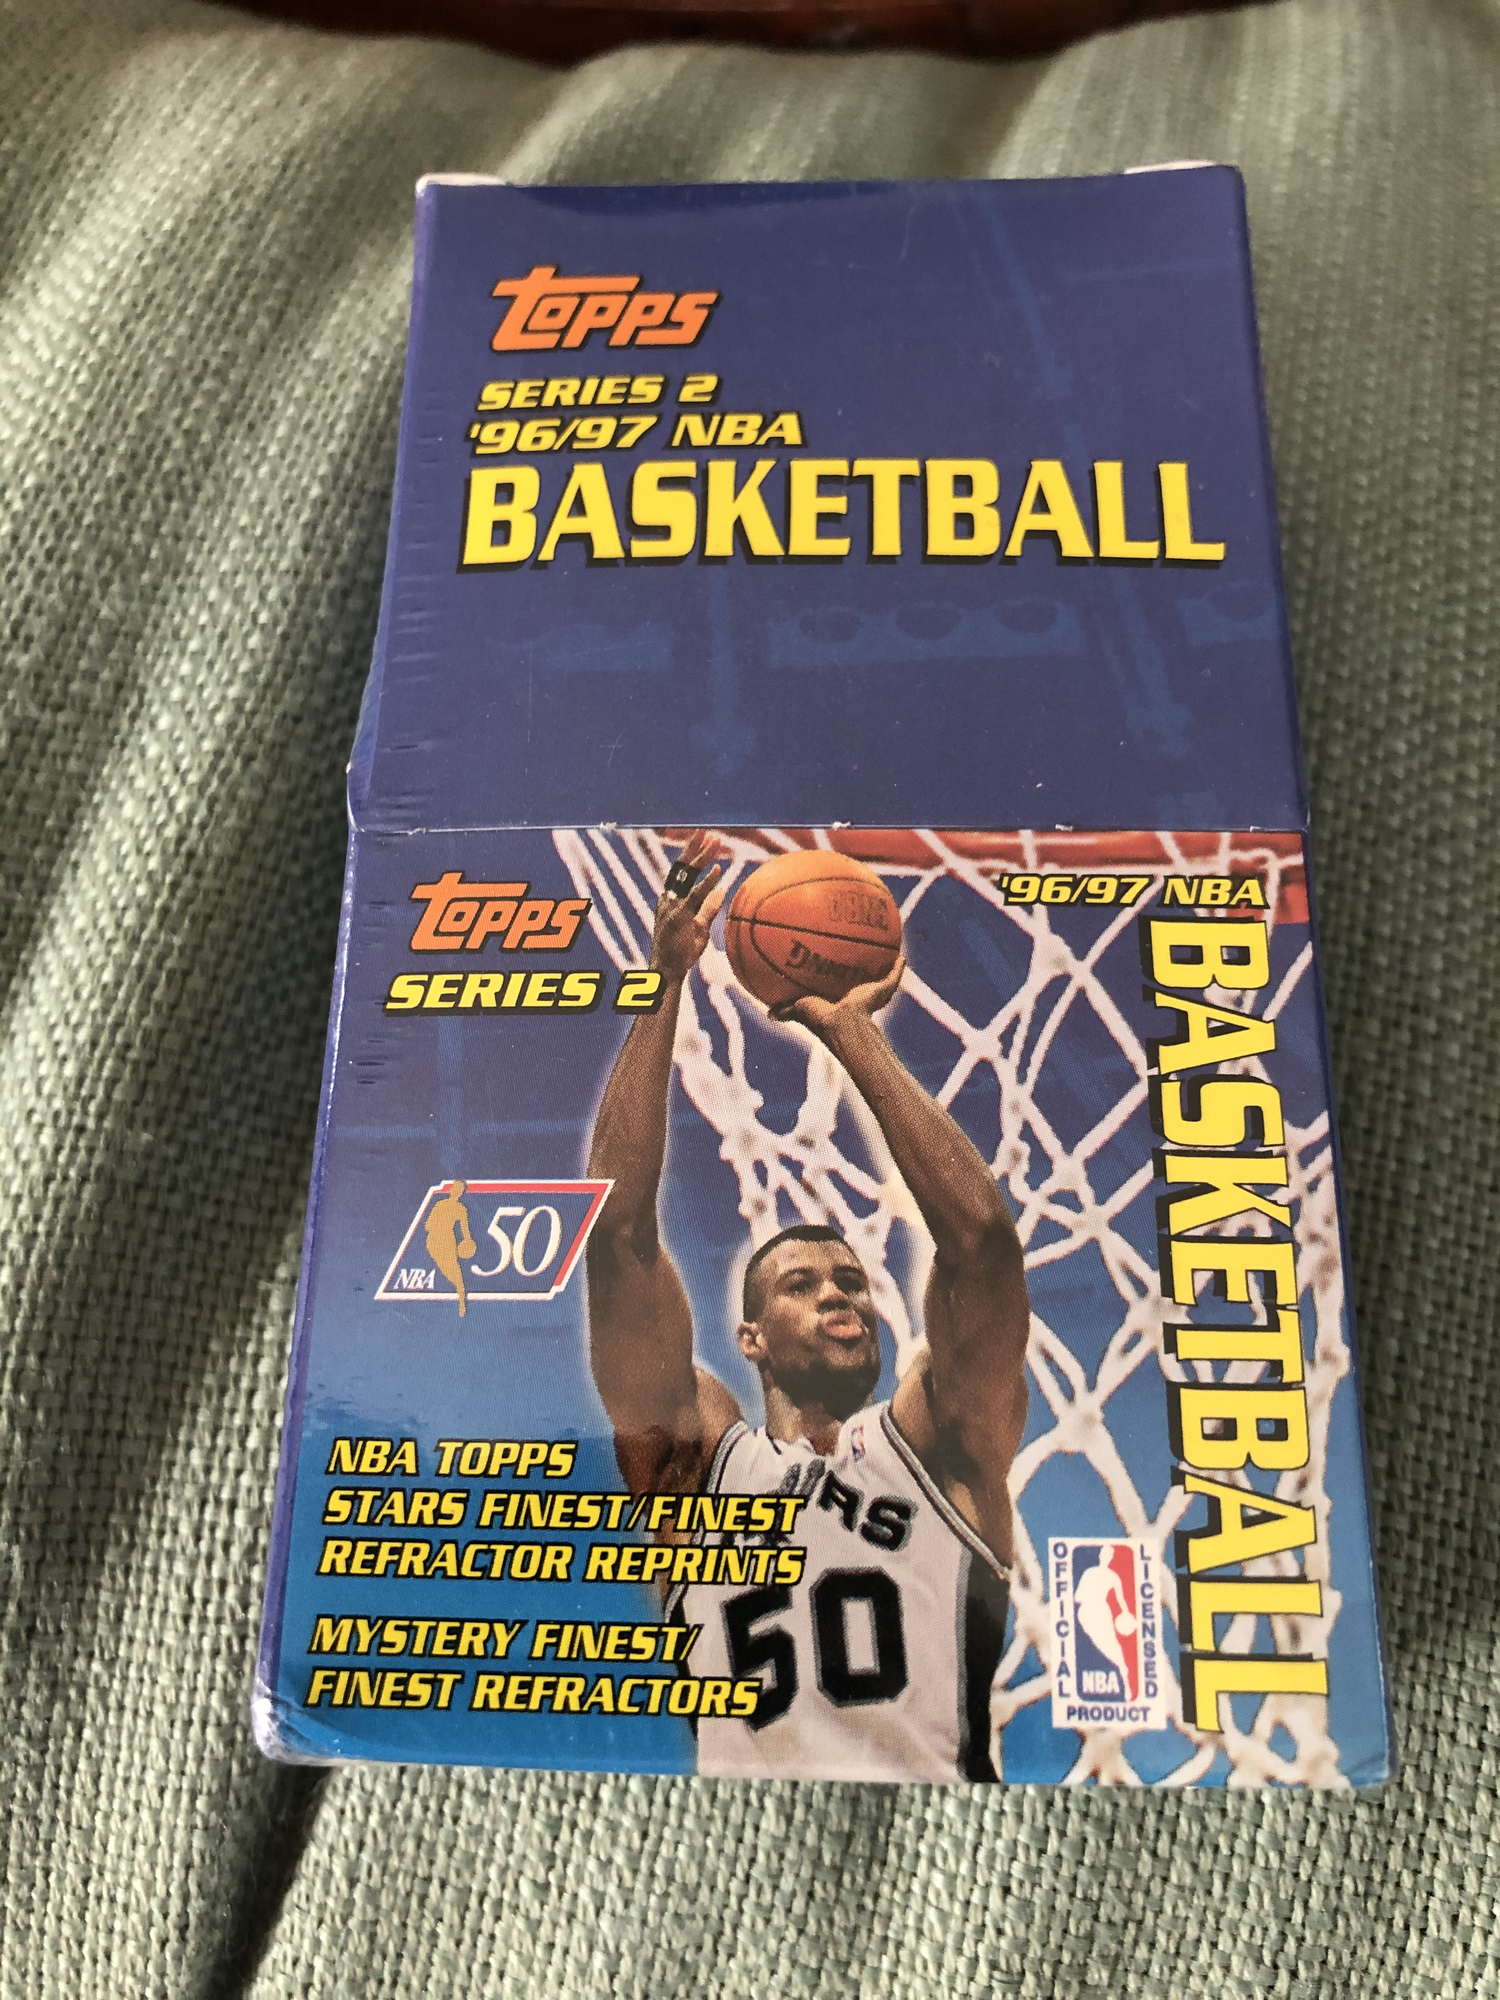 Topps
SERIES 2
'96/97 NBA
BASKETBALL
Topps
SERIES 2
'96/97 NBA
BASKETBALL
NBA 50
NBA TOPPS
STARS FINEST/FINEST
REFRACTOR REPRINTS
MYSTERY FINEST/
FINEST REFRACTORS
50
OFFICIAL
LICENSED
NBA
PRODUCT